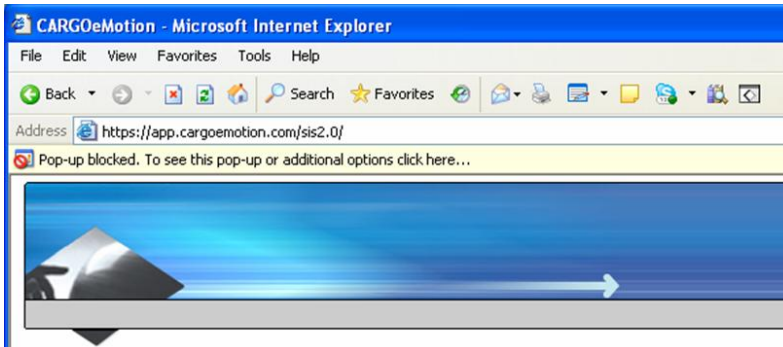 CARGOeMotion - Microsoft Internet Explorer
File Edit View Favorites Tools Help
Back Search Favorites
Address https://app.cargoemotion.com/sis2.0/
Pop-up blocked. To see this pop-up or additional options click here...